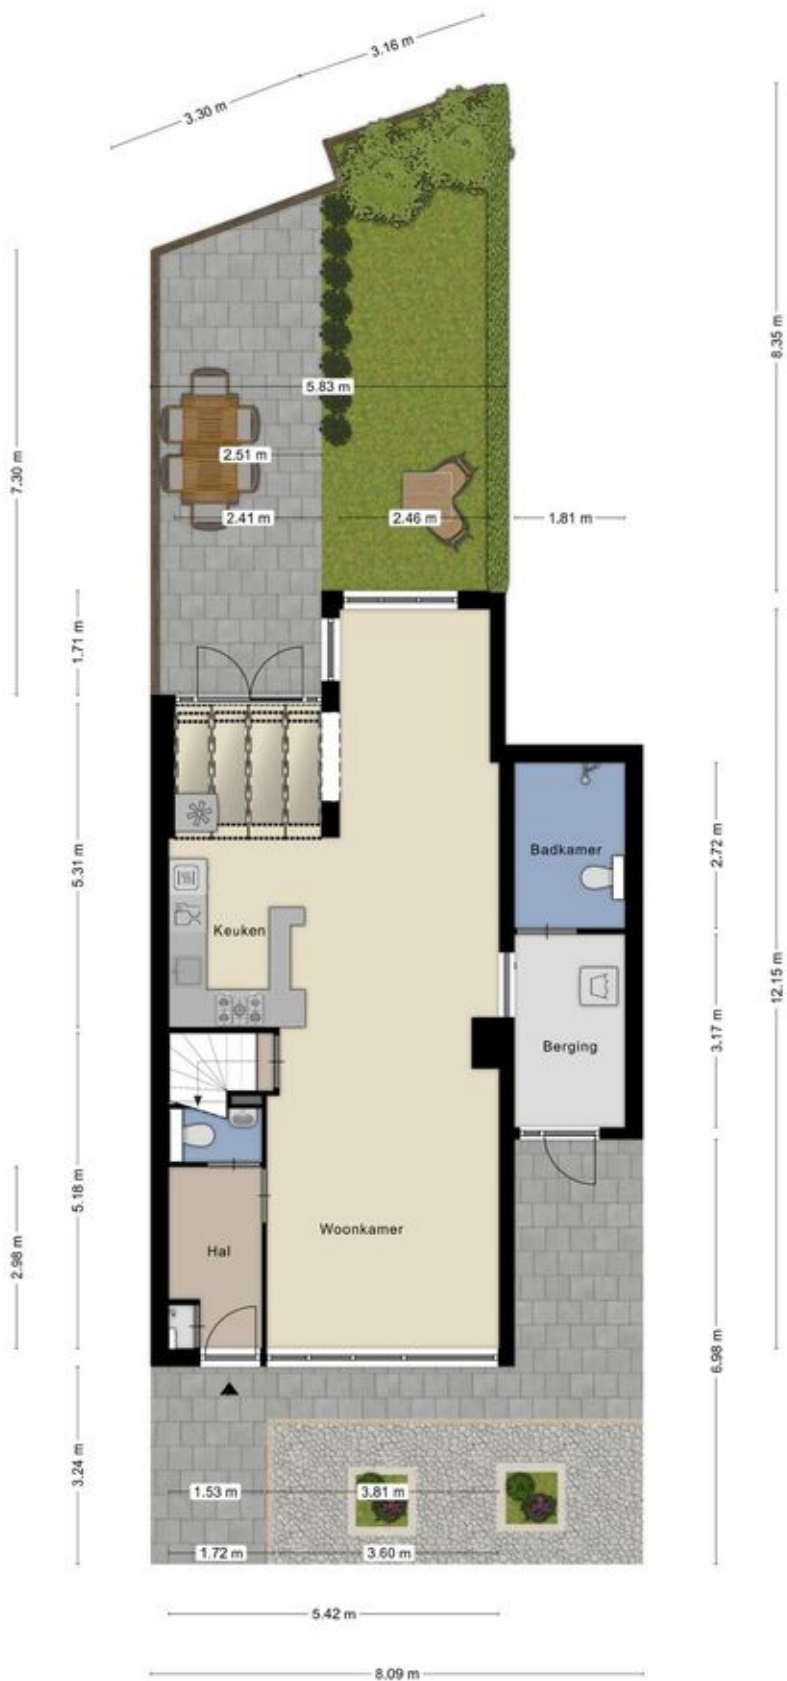 3.16 m
3.30 m
8.35 m
5.83 m
7.30 m
2.51 m
2.41 m
2.46 m
1.81 m
1.71 m
2.72 m
Badkamer
5.31 m
Keuken
12.15 m
3.17 m
Berging
5.18 m
Woonkamer
Hal
2.98 m
6.98 m
3.24 m
1.53 m
3.81 m
1.72 m
3.60 m
5.42 m
8.09 m